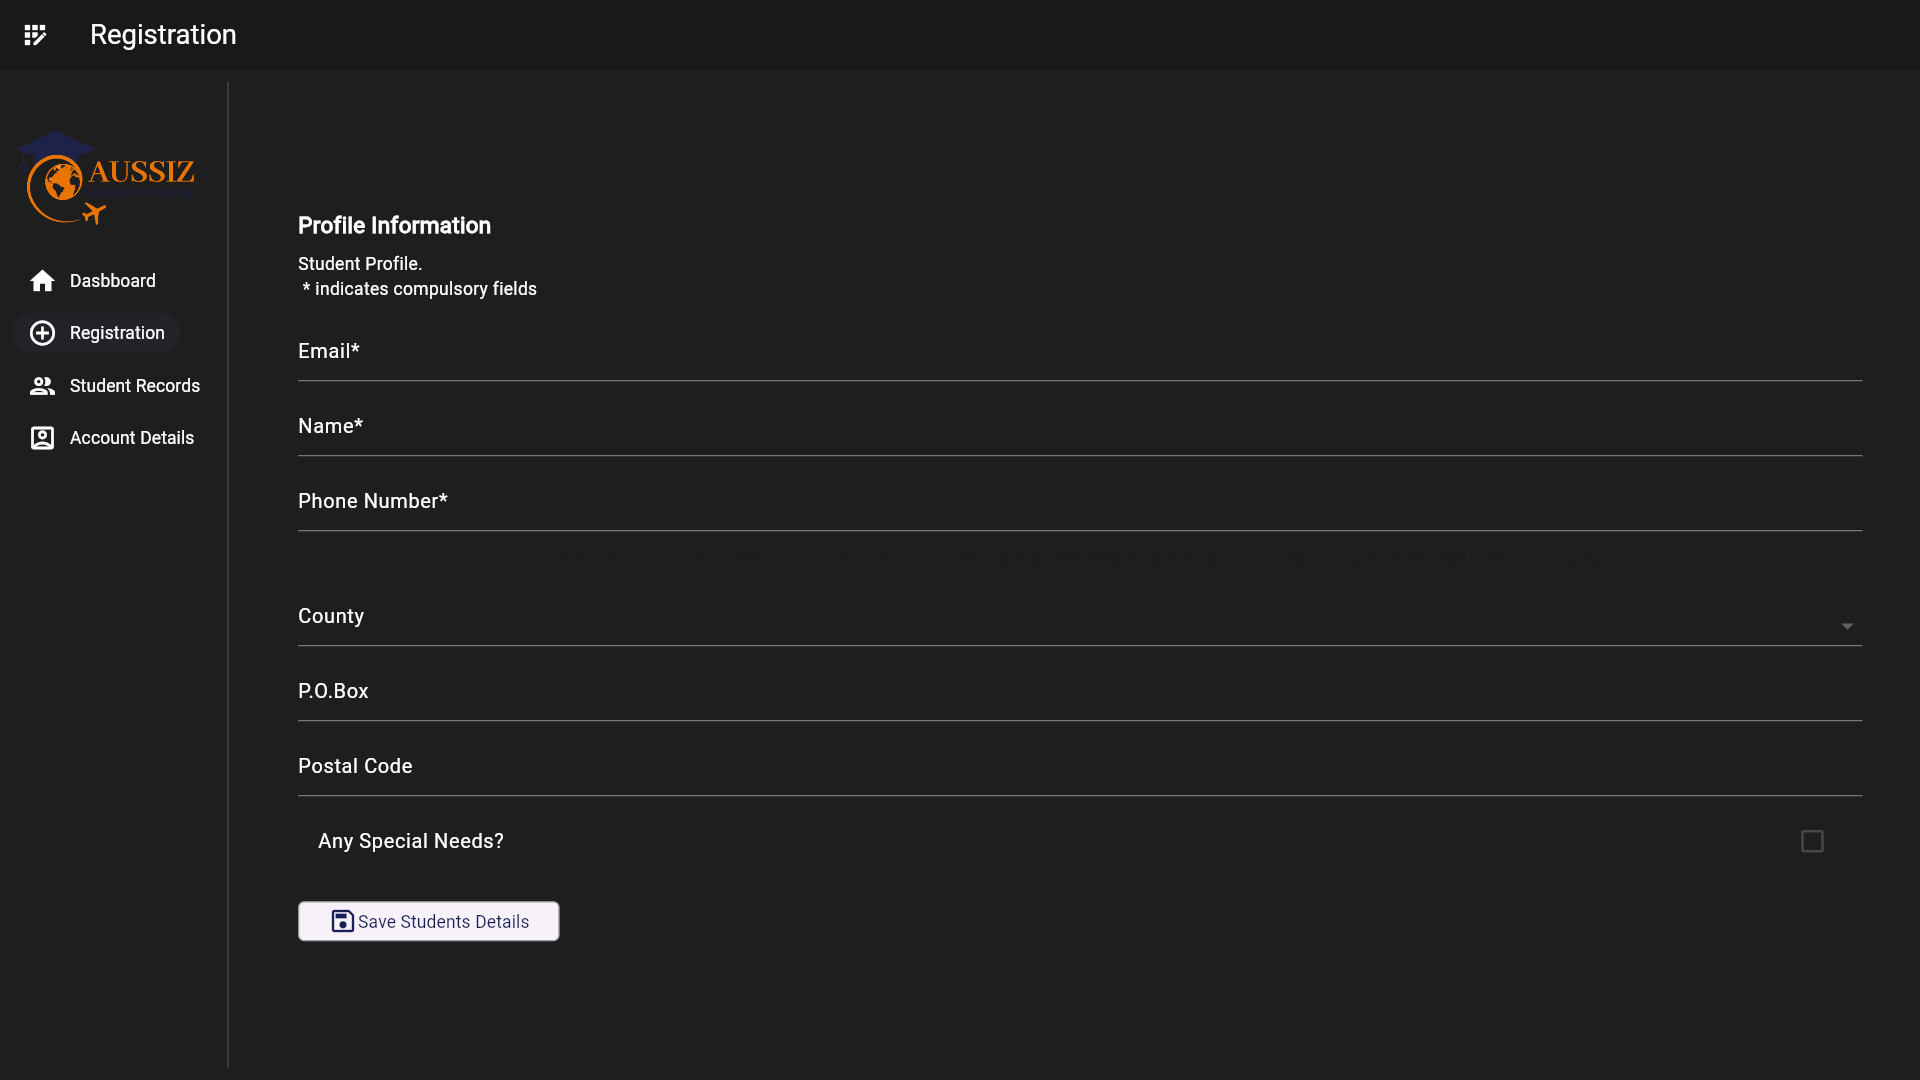 Registration
AUSSIZ
Dasbboard
Registration
Student Records
Account Details
Profile Information
Student Profile.
* indicates compulsory fields
Email*
Name*
Phone Number*
County
P.O.Box
Postal Code
Any Special Needs?
Save Students Details